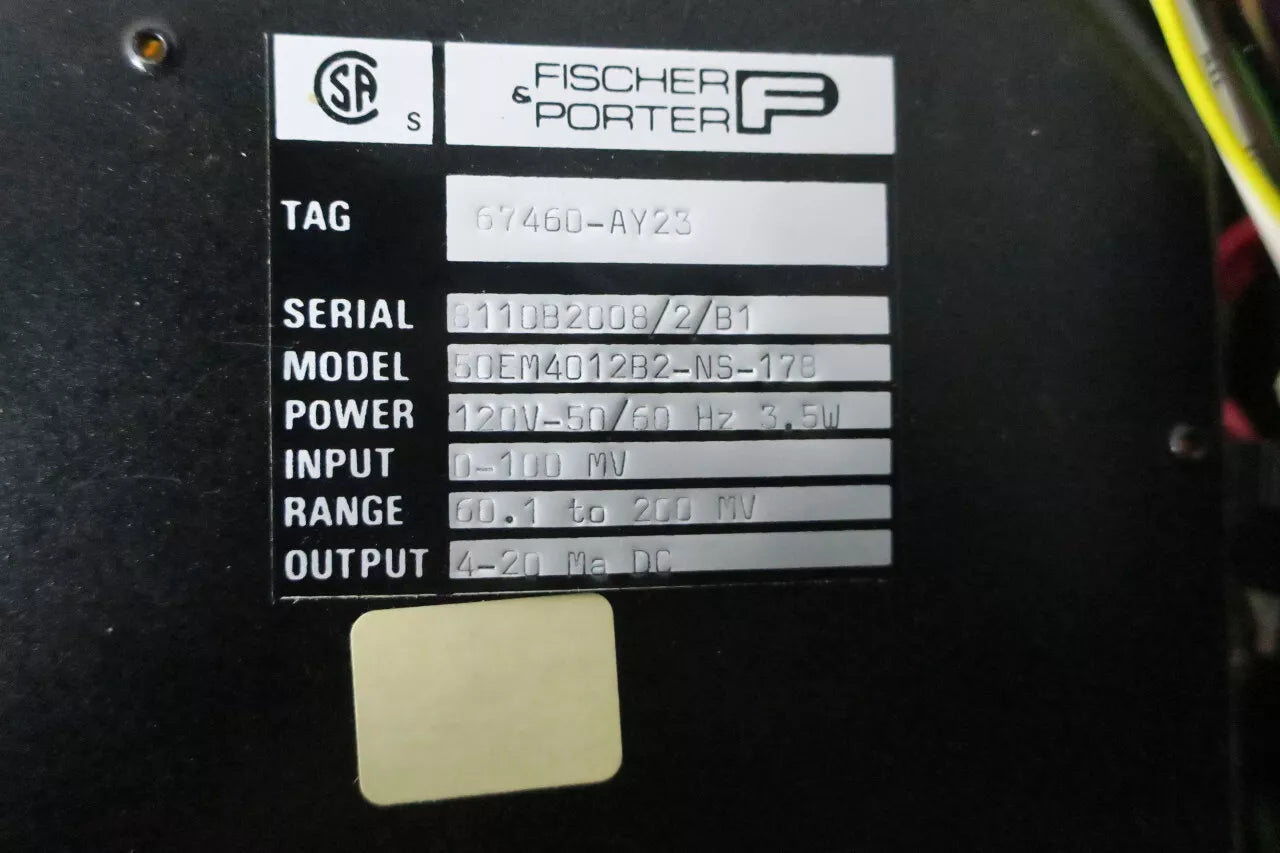 CSA S
FISCHER
& PORTER
TAG 67460-AY23
SERIAL 8110B2008/2/B1
MODEL 50EM4012B2-NS-178
POWER 120V-50/60 Hz 3.5W
INPUT 0-100 MV
RANGE 60.1 to 200 MV
OUTPUT 4-20 Ma DC